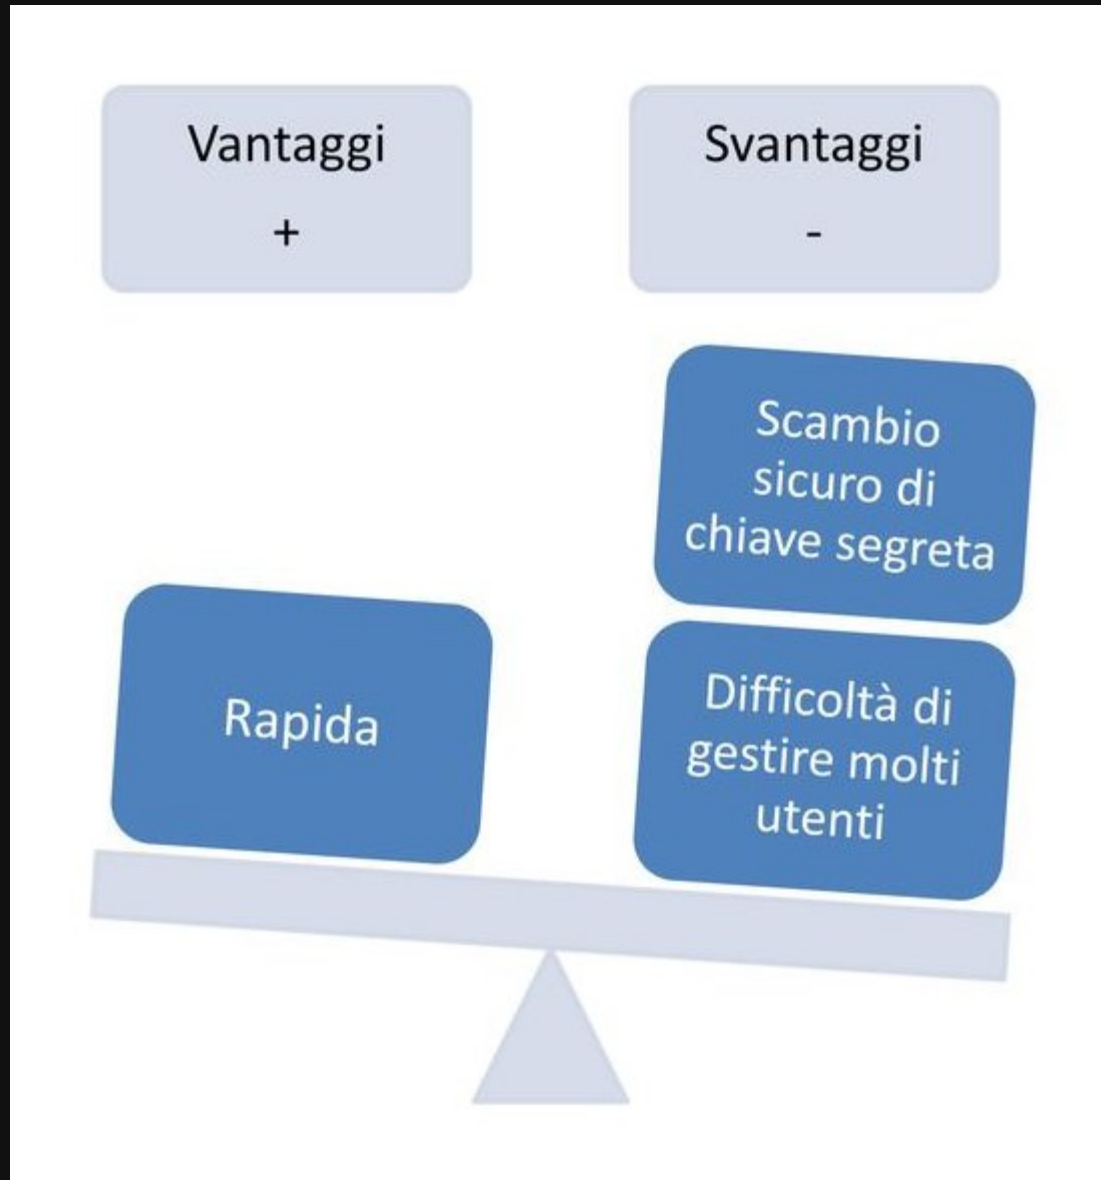 Vantaggi
+
Svantaggi
-
Rapida
Scambio
sicuro di
chiave segreta
Difficoltà di
gestire molti
utenti